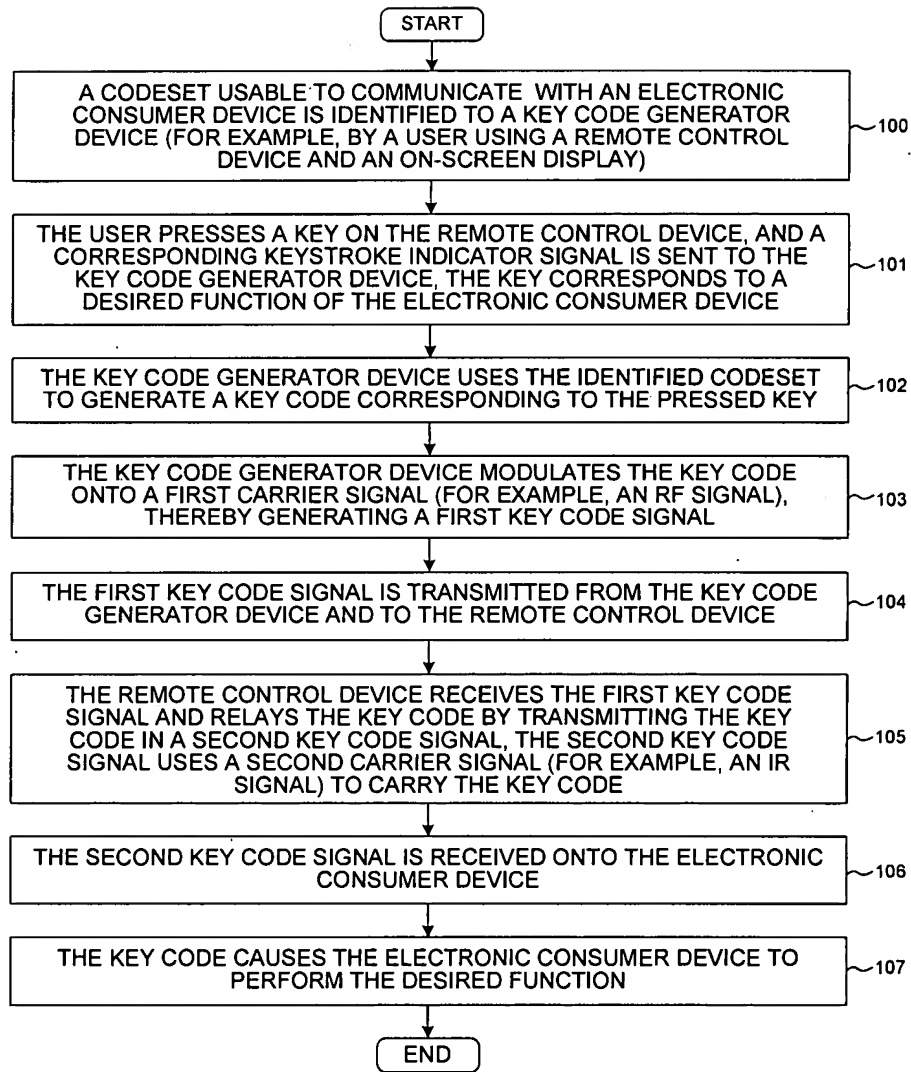 START
A CODESET USABLE TO COMMUNICATE WITH AN ELECTRONIC
CONSUMER DEVICE IS IDENTIFIED TO A KEY CODE GENERATOR
DEVICE (FOR EXAMPLE, BY A USER USING A REMOTE CONTROL
DEVICE AND AN ON-SCREEN DISPLAY)
100
THE USER PRESSES A KEY ON THE REMOTE CONTROL DEVICE, AND A
CORRESPONDING KEYSTROKE INDICATOR SIGNAL IS SENT TO THE
KEY CODE GENERATOR DEVICE, THE KEY CORRESPONDS TO A
DESIRED FUNCTION OF THE ELECTRONIC CONSUMER DEVICE
101
THE KEY CODE GENERATOR DEVICE USES THE IDENTIFIED CODESET
TO GENERATE A KEY CODE CORRESPONDING TO THE PRESSED KEY
102
THE KEY CODE GENERATOR DEVICE MODULATES THE KEY CODE
ONTO A FIRST CARRIER SIGNAL (FOR EXAMPLE, AN RF SIGNAL),
THEREBY GENERATING A FIRST KEY CODE SIGNAL
103
THE FIRST KEY CODE SIGNAL IS TRANSMITTED FROM THE KEY CODE
GENERATOR DEVICE AND TO THE REMOTE CONTROL DEVICE
104
THE REMOTE CONTROL DEVICE RECEIVES THE FIRST KEY CODE
SIGNAL AND RELAYS THE KEY CODE BY TRANSMITTING THE KEY
CODE IN A SECOND KEY CODE SIGNAL, THE SECOND KEY CODE
SIGNAL USES A SECOND CARRIER SIGNAL (FOR EXAMPLE, AN IR
SIGNAL) TO CARRY THE KEY CODE
105
THE SECOND KEY CODE SIGNAL IS RECEIVED ONTO THE ELECTRONIC
CONSUMER DEVICE
106
THE KEY CODE CAUSES THE ELECTRONIC CONSUMER DEVICE TO
PERFORM THE DESIRED FUNCTION
107
END